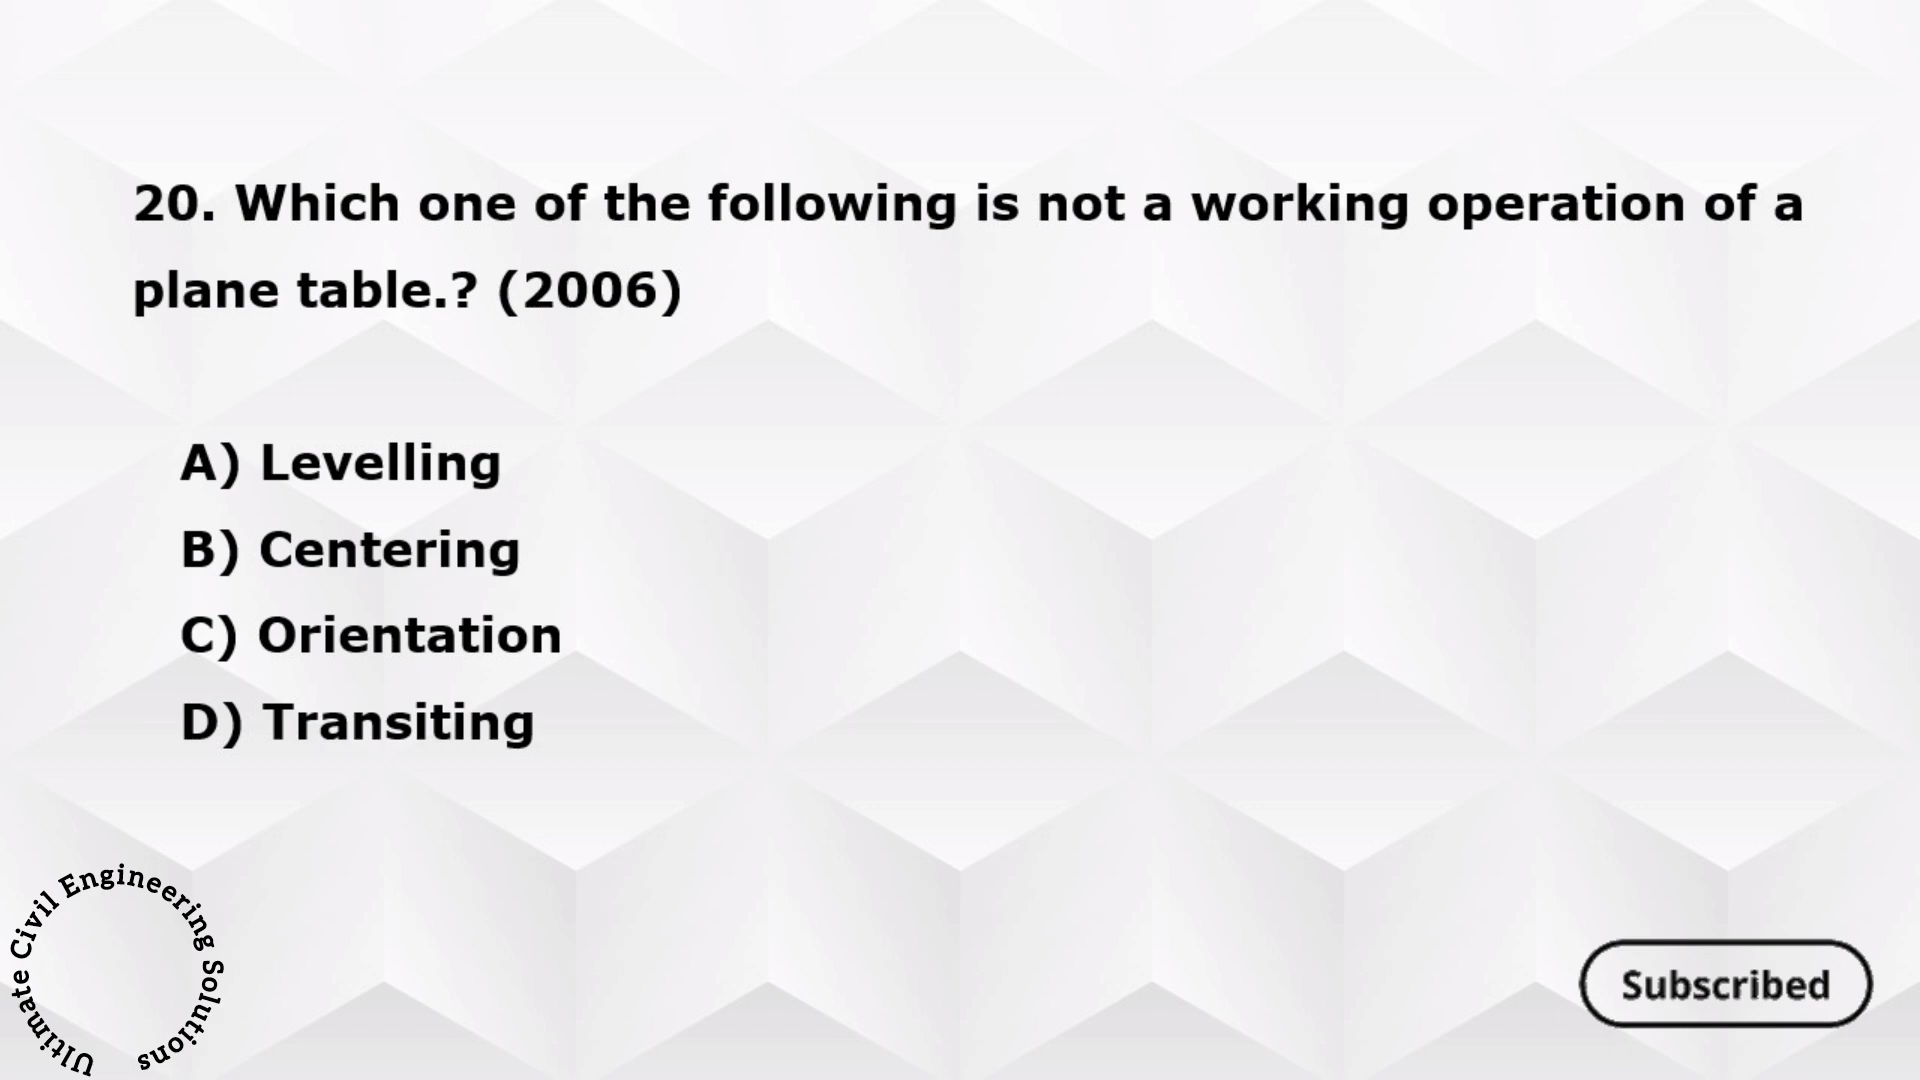 20. Which one of the following is not a working operation of a
plane table.? (2006)
A) Levelling
B) Centering
C) Orientation
D) Transiting
Ultimate Civil Engineering Solutions
Subscribed